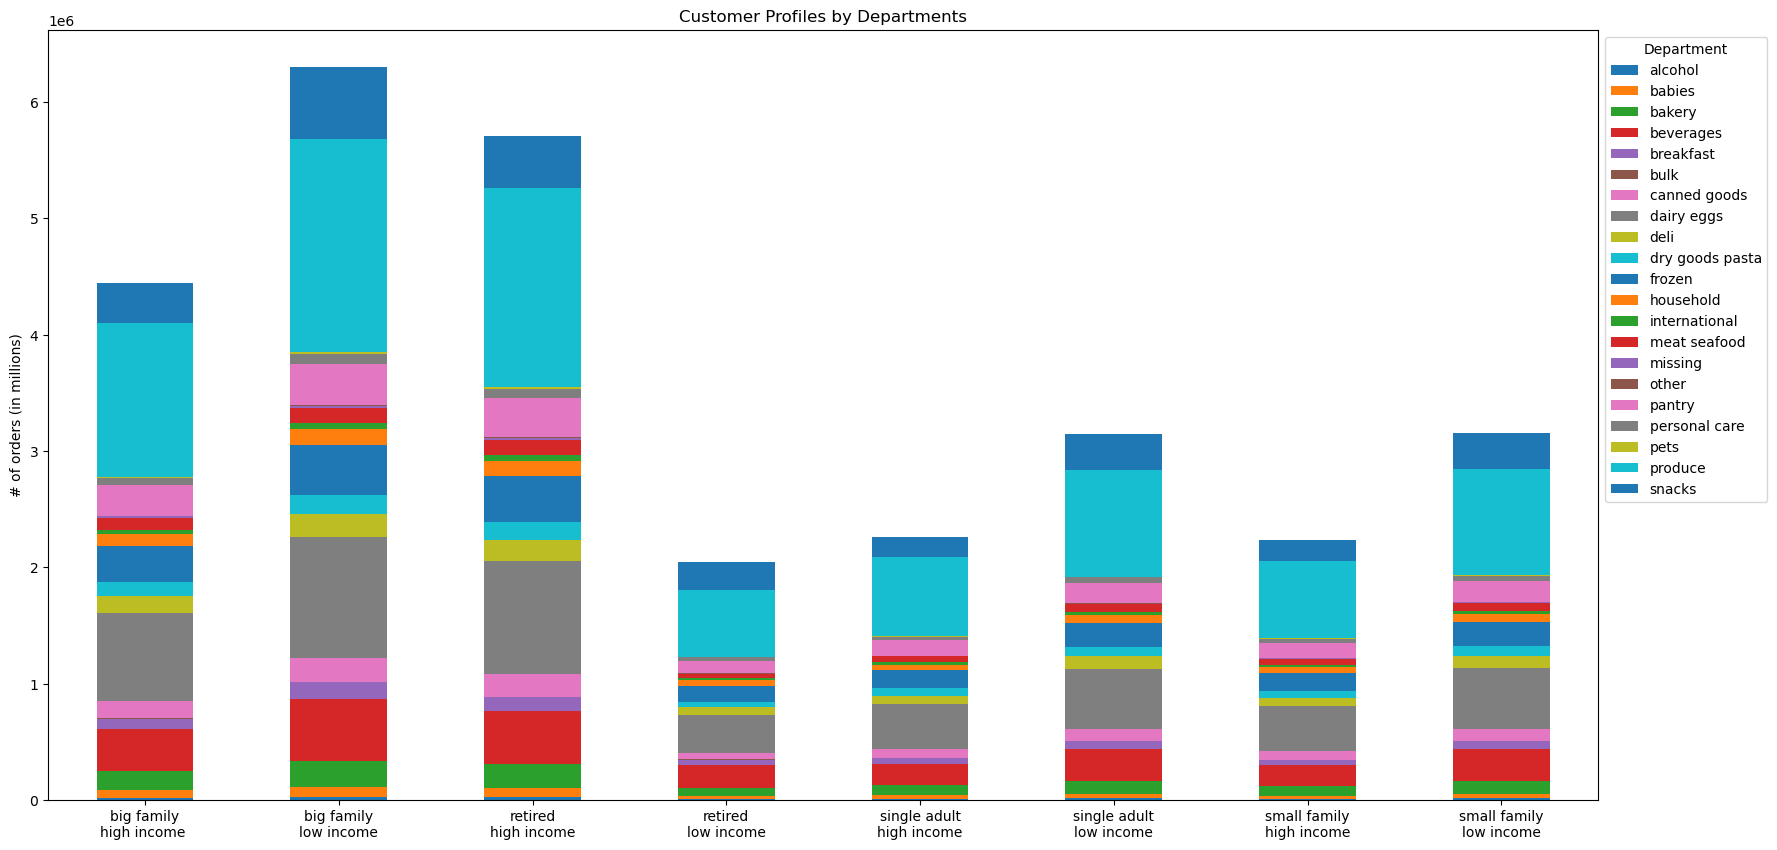 Customer Profiles by Departments
1e6
6
5
4
3
2
1
0
# of orders (in millions)
big family
high income
big family
low income
retired
high income
retired
low income
single adult
high income
single adult
low income
small family
high income
small family
low income
Department
alcohol
babies
bakery
beverages
breakfast
bulk
canned goods
dairy eggs
deli
dry goods pasta
frozen
household
international
meat seafood
missing
other
pantry
personal care
pets
produce
snacks